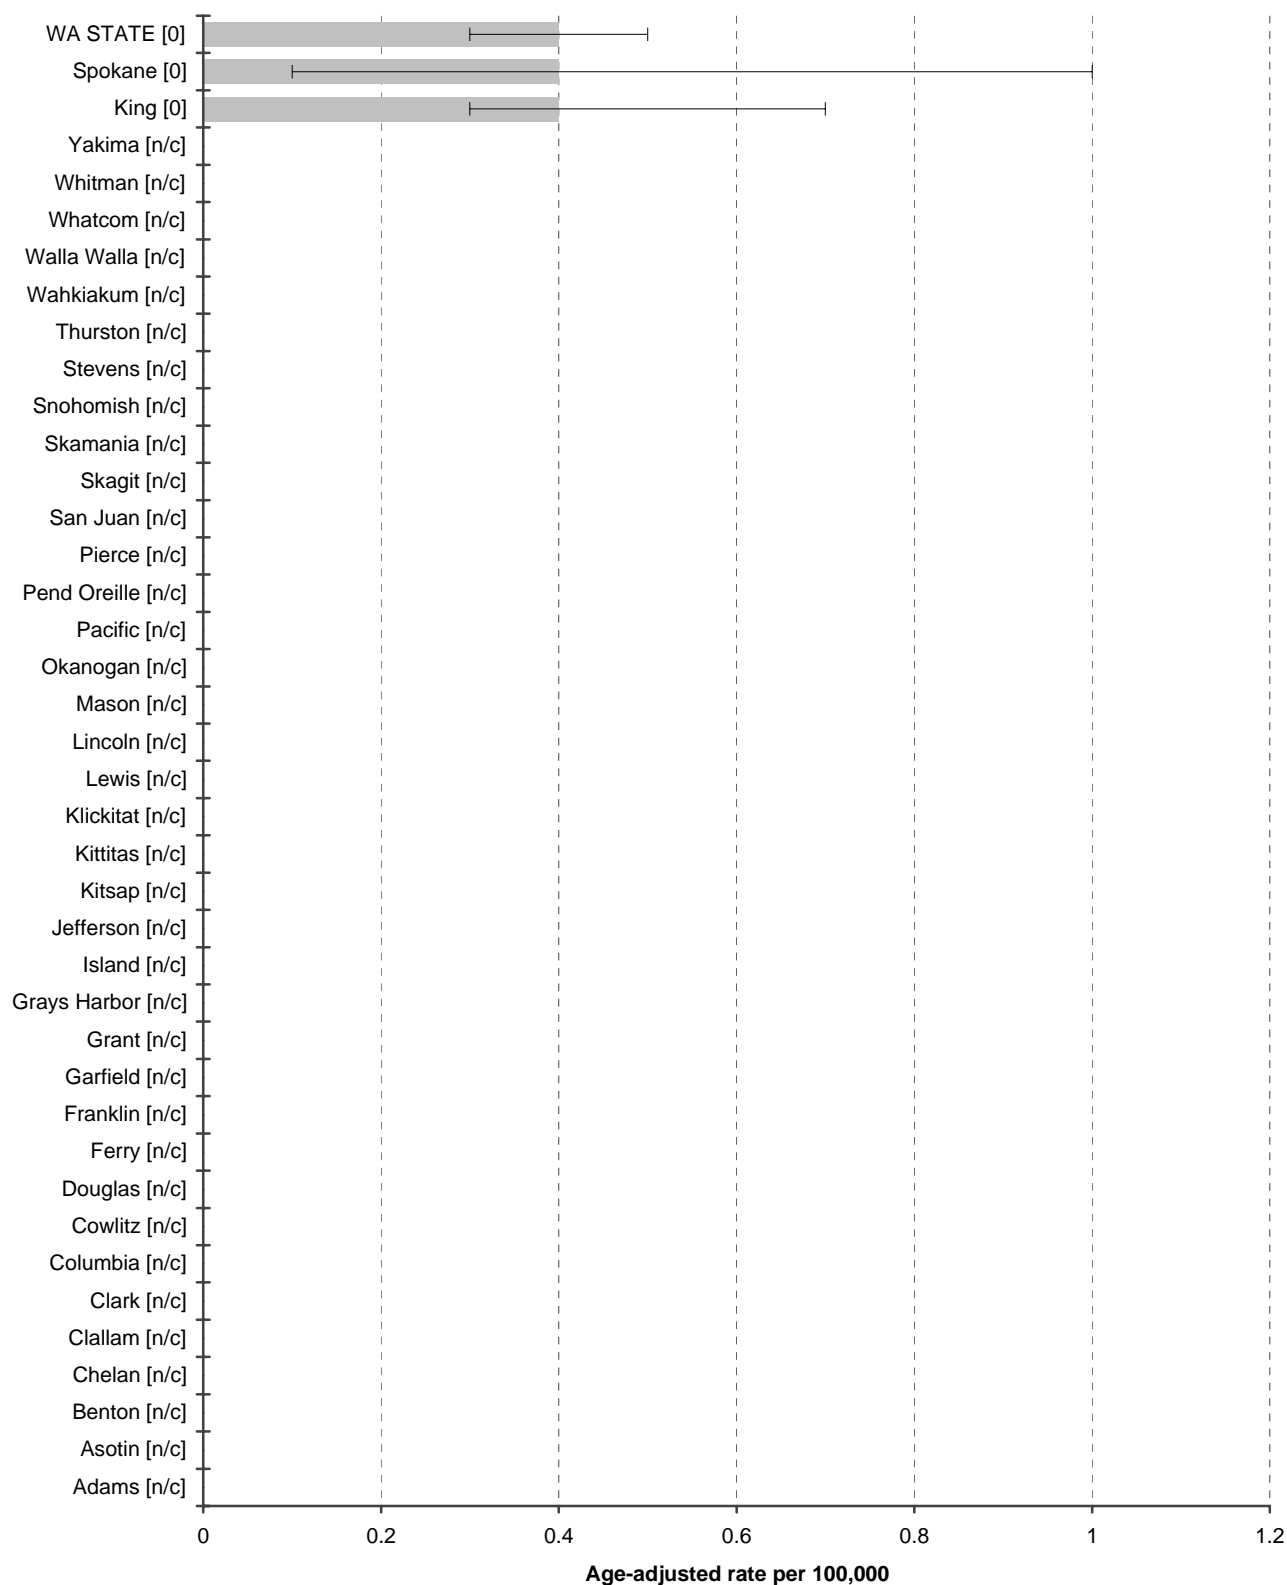 WA STATE [0]
Spokane [0]
King [0]
Yakima [n/c]
Whitman [n/c]
Whatcom [n/c]
Walla Walla [n/c]
Wahkiakum [n/c]
Thurston [n/c]
Stevens [n/c]
Snohomish [n/c]
Skamania [n/c]
Skagit [n/c]
San Juan [n/c]
Pierce [n/c]
Pend Oreille [n/c]
Pacific [n/c]
Okanogan [n/c]
Mason [n/c]
Lincoln [n/c]
Lewis [n/c]
Klickitat [n/c]
Kittitas [n/c]
Kitsap [n/c]
Jefferson [n/c]
Island [n/c]
Grays Harbor [n/c]
Grant [n/c]
Garfield [n/c]
Franklin [n/c]
Ferry [n/c]
Douglas [n/c]
Cowlitz [n/c]
Columbia [n/c]
Clark [n/c]
Clallam [n/c]
Chelan [n/c]
Benton [n/c]
Asotin [n/c]
Adams [n/c]
0 0.2 0.4 0.6 0.8 1 1.2
Age-adjusted rate per 100,000